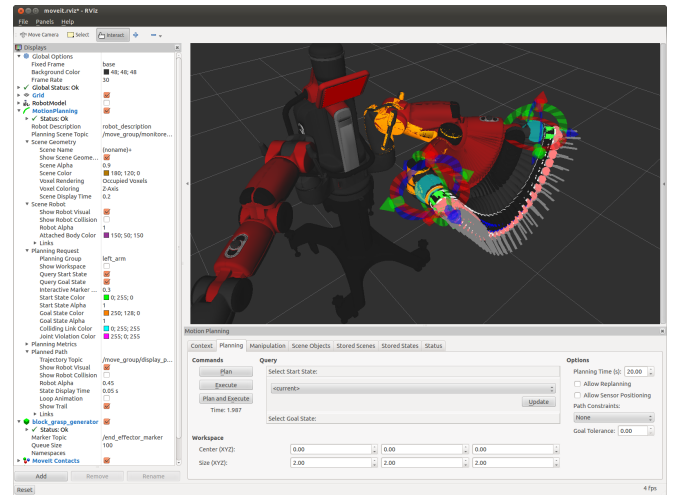 moveit.rviz* - RViz
File Panels Help
Move Camera Select Interact
Displays
Global Options
Fixed Frame base
Background Color 48; 48; 48
Frame Rate 30
Global Status: Ok
Grid
RobotModel
MotionPlanning
Status: Ok
Robot Description robot_description
Planning Scene Topic /move_group/monitore...
Scene Geometry
Scene Name (noname)+
Show Scene Geome...
Scene Alpha 0.9
Scene Color 180; 120; 0
Voxel Rendering Occupied Voxels
Voxel Coloring Z-Axis
Scene Display Time 0.2
Scene Robot
Show Robot Visual
Show Robot Collision
Robot Alpha 1
Attached Body Color 150; 50; 150
Links
Planning Request
Planning Group left_arm
Show Workspace
Query Start State
Query Goal State
Interactive Marker ... 0.3
Start State Color 0; 255; 0
Start State Alpha 1
Goal State Color 250; 128; 0
Goal State Alpha 1
Colliding Link Color 0; 255; 255
Joint Violation Color 255; 0; 255
Planning Metrics
Planned Path
Trajectory Topic /move_group/display_p...
Show Robot Visual
Show Robot Collision
Robot Alpha 0.45
State Display Time 0.05 s
Loop Animation
Show Trail
Links
block_grasp_generator
Status: Ok
Marker Topic /end_effector_marker
Queue Size 100
Namespaces
MoveIt Contacts
Add Remove Rename
Reset
Motion Planning
Context Planning Manipulation Scene Objects Stored Scenes Stored States Status
Commands
Plan
Execute
Plan and Execute
Time: 1.987
Query
Select Start State:
<current>
Update
Select Goal State:
Options
Planning Time (s): 20.00
Allow Replanning
Allow Sensor Positioning
Path Constraints:
None
Goal Tolerance: 0.00
Workspace
Center (XYZ): 0.00 0.00 0.00
Size (XYZ): 2.00 2.00 2.00
4 fps